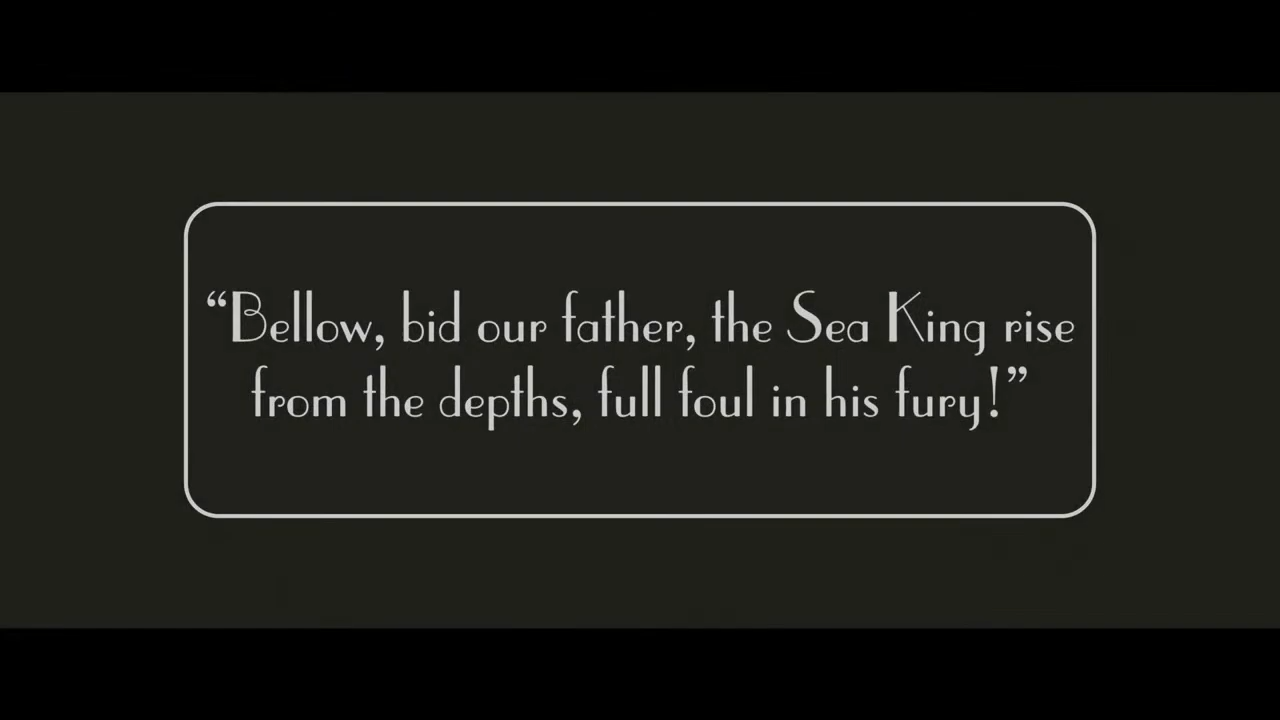 “Bellow, bid our father, the Sea King rise
from the depths, full foul in his fury!”